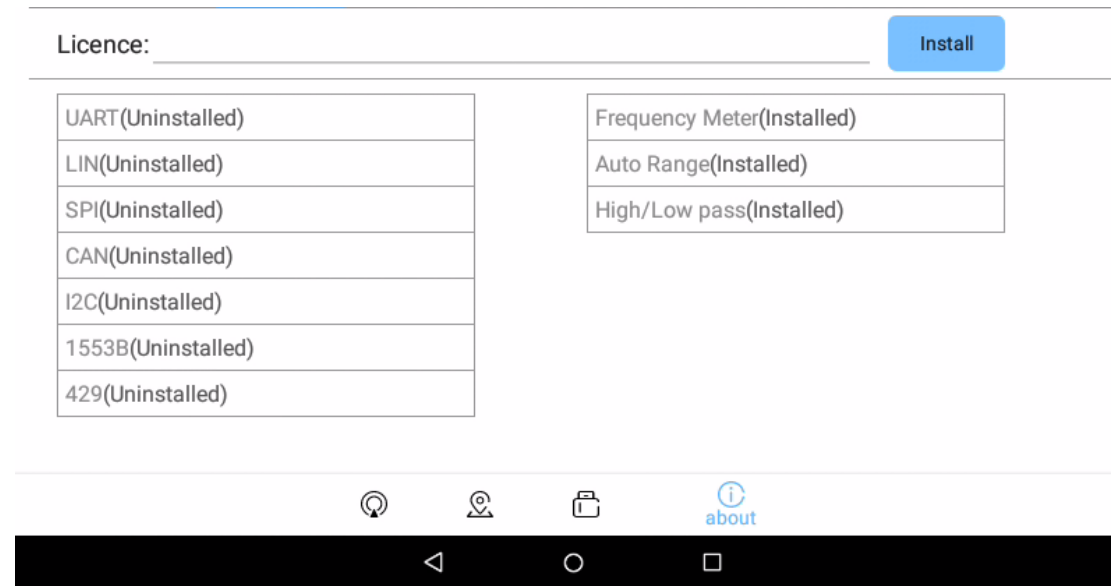 Licence:
Install
UART(Uninstalled)
LIN(Uninstalled)
SPI(Uninstalled)
CAN(Uninstalled)
I2C(Uninstalled)
1553B(Uninstalled)
429(Uninstalled)
Frequency Meter(Installed)
Auto Range(Installed)
High/Low pass(Installed)
about